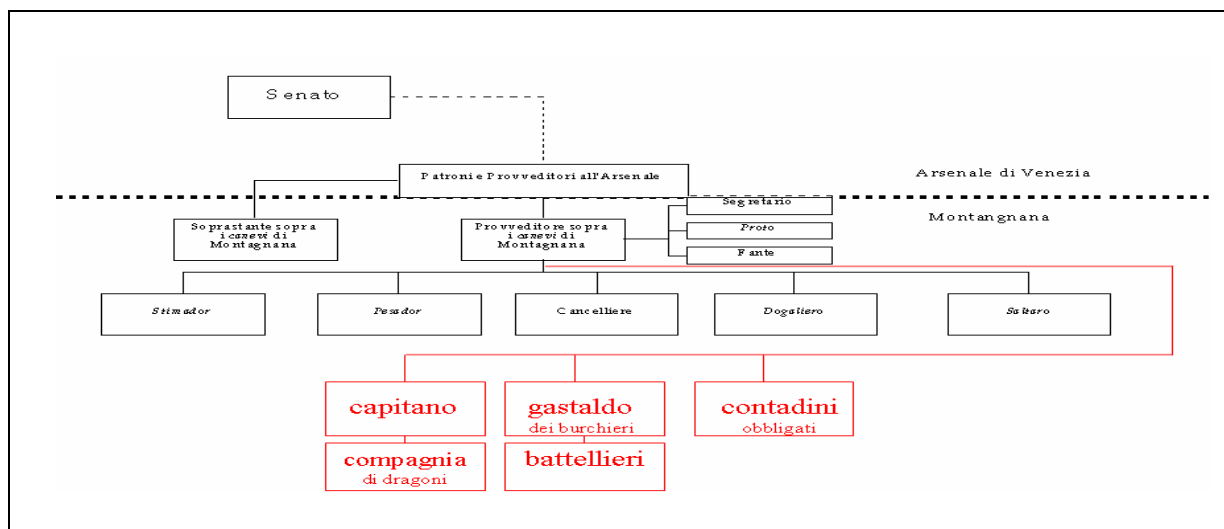 Senato
Patroni e Provveditori all'Arsenale
Arsenale di Venezia
Montangnana
Segretario
Proto
Fante
Soprastante sopra
i canevi di
Montagnana
Provveditore sopra
i canevi di
Montagnana
Stimador
Pesador
Cancelliere
Dogaliero
Saltaro
capitano
gastaldo
dei burchieri
contadini
obbligati
compagnia
di dragoni
battellieri